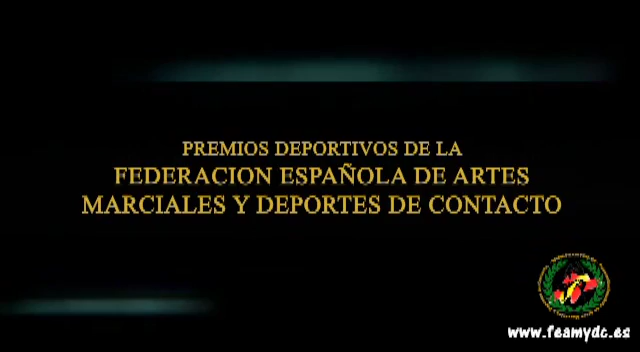 PREMIOS DEPORTIVOS DE LA
FEDERACION ESPAÑOLA DE ARTES
MARCIALES Y DEPORTES DE CONTACTO
www.feamydc.es